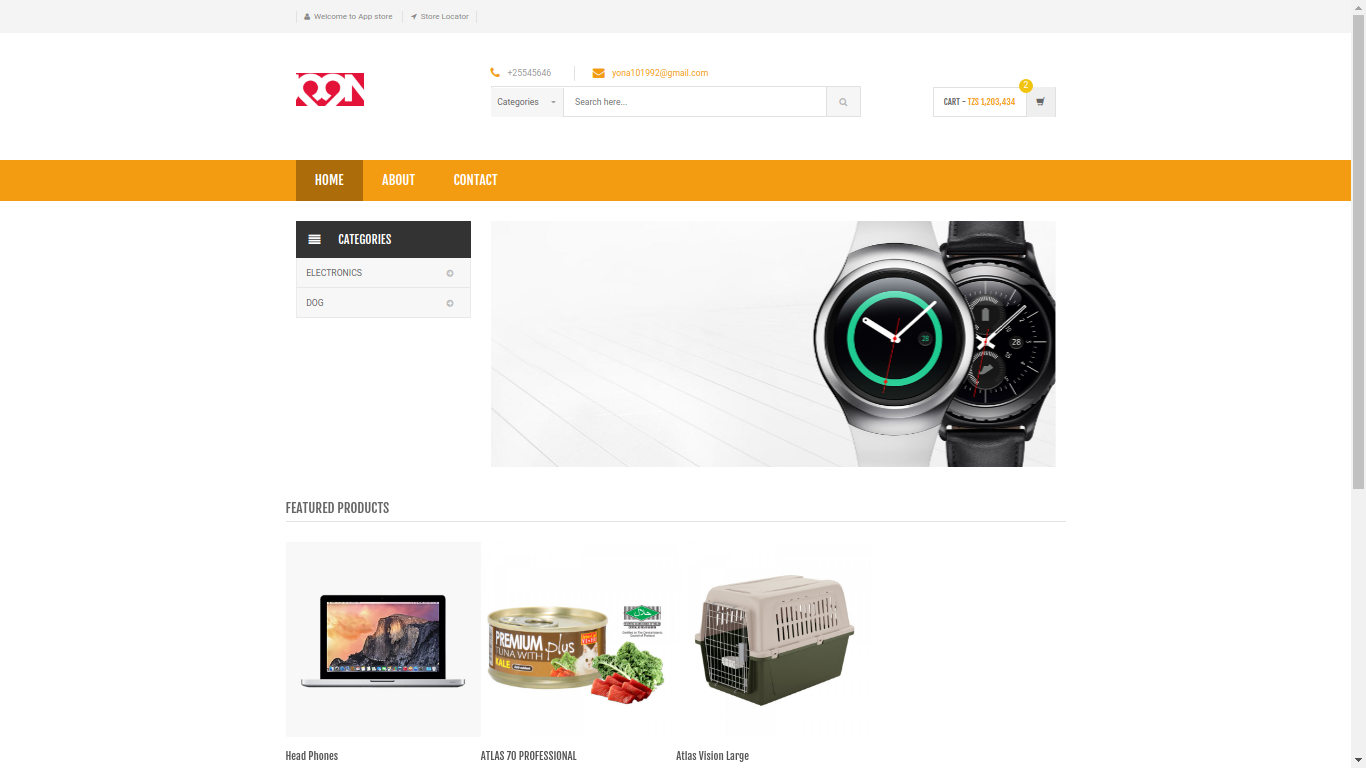 Welcome to App store
Store Locator
+25545646
yona101992@gmail.com
Categories
Search here...
2
CART - TZS 1,203,434
HOME
ABOUT
CONTACT
CATEGORIES
ELECTRONICS
DOG
28
28
FEATURED PRODUCTS
PREMIUM plus
TUNA WITH
KALE
Head Phones
ATLAS 70 PROFESSIONAL
Atlas Vision Large